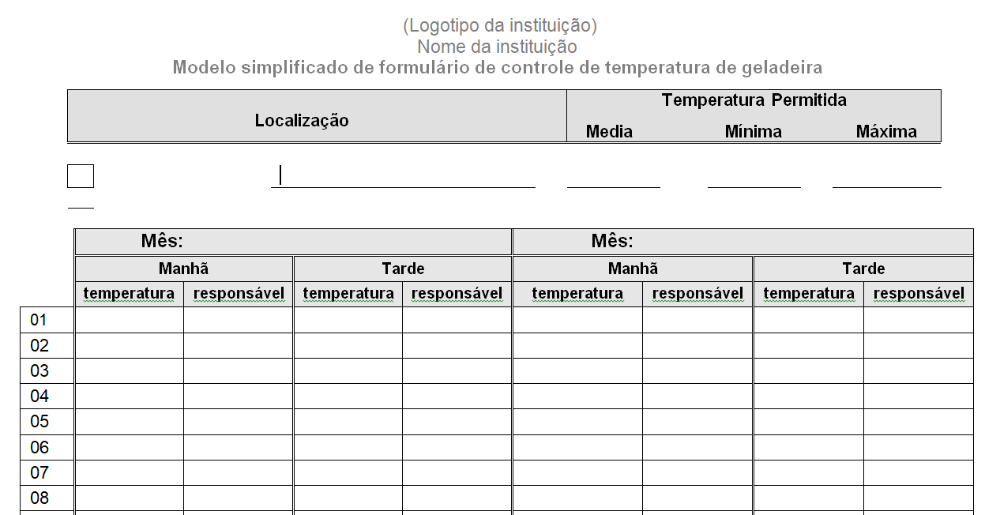 (Logotipo da instituição)
Nome da instituição
Modelo simplificado de formulário de controle de temperatura de geladeira
Localização
Temperatura Permitida
Media Mínima Máxima
Mês: Mês:
Manhã Tarde Manhã Tarde
temperatura responsável temperatura responsável temperatura responsável temperatura responsável
01
02
03
04
05
06
07
08